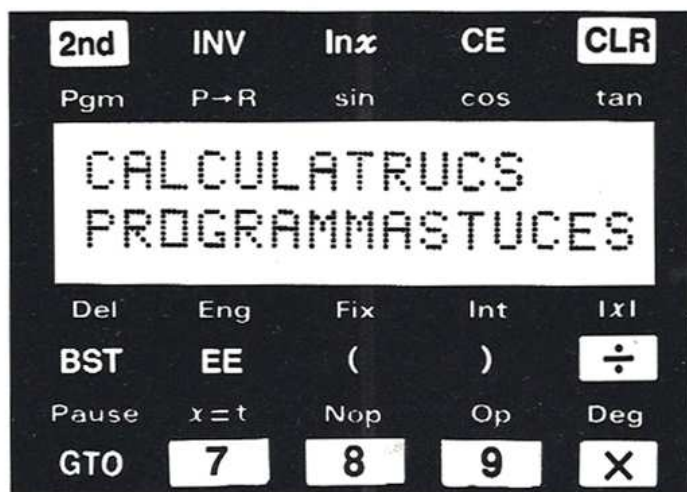 2nd INV lnx CE CLR
Pgm P→R sin cos tan
CALCULATRUCS
PROGRAMMASTUCES
Del Eng Fix Int |x|
BST EE ( ) ÷
Pause x=t Nop Op Deg
GTO 7 8 9 ×